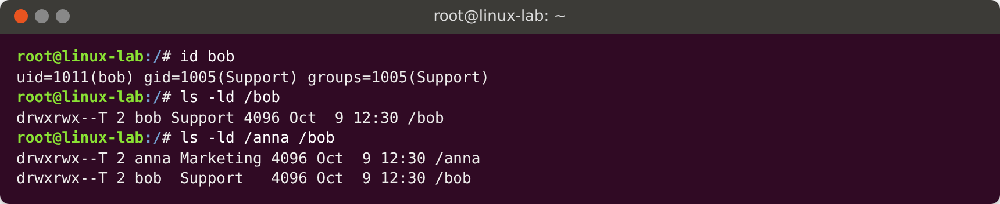 root@linux-lab: ~
root@linux-lab:/# id bob
uid=1011(bob) gid=1005(Support) groups=1005(Support)
root@linux-lab:/# ls -ld /bob
drwxrwx--T 2 bob Support 4096 Oct  9 12:30 /bob
root@linux-lab:/# ls -ld /anna /bob
drwxrwx--T 2 anna Marketing 4096 Oct  9 12:30 /anna
drwxrwx--T 2 bob  Support   4096 Oct  9 12:30 /bob